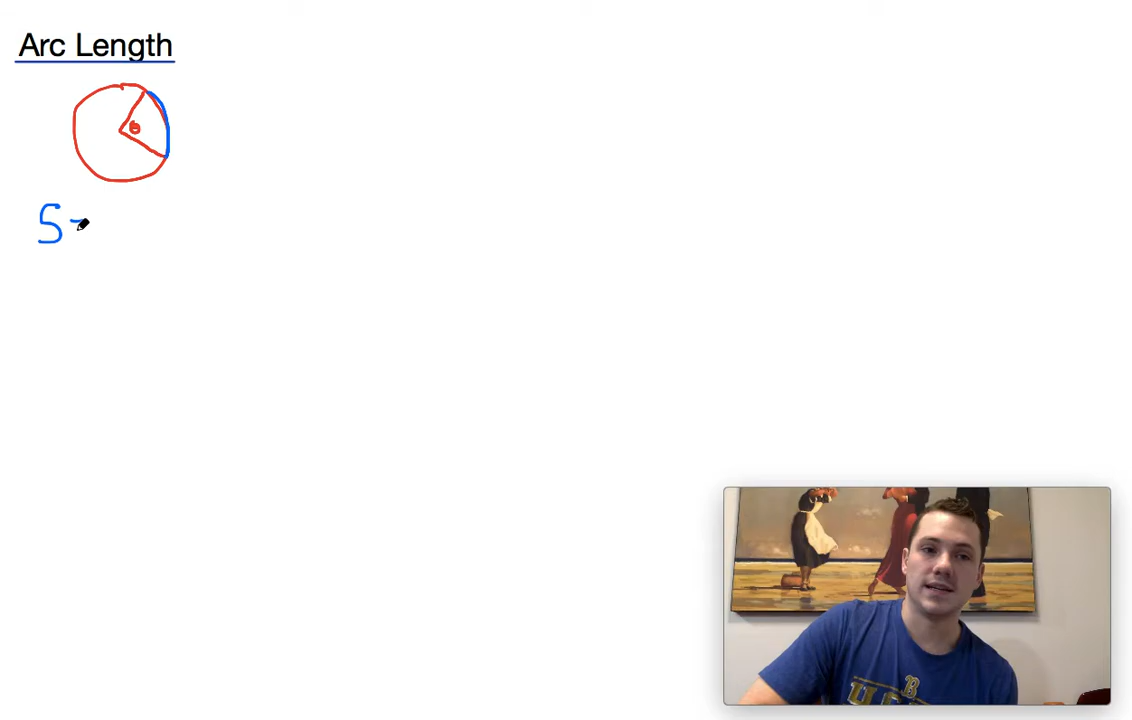 Arc Length
θ
S =
B